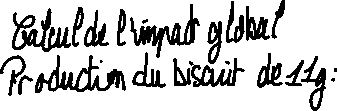 Calcul de l'impact global
Production du biscuit de 11g: